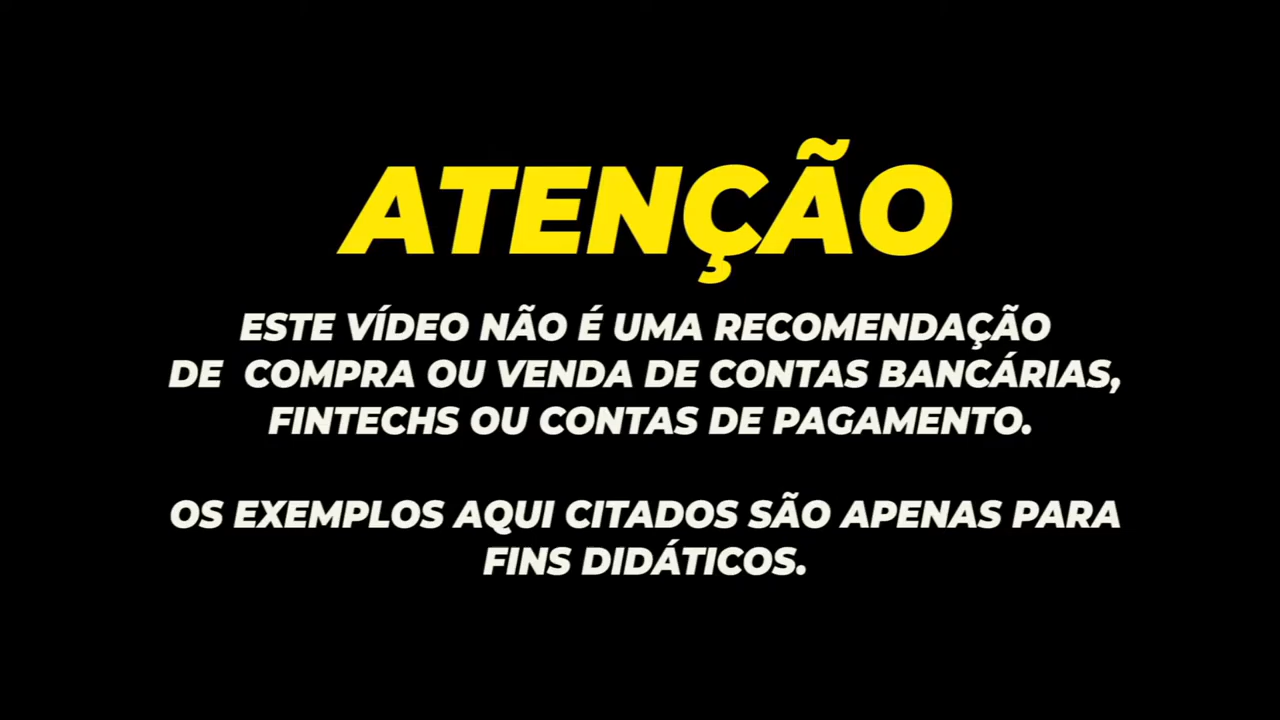 ATENÇÃO
ESTE VÍDEO NÃO É UMA RECOMENDAÇÃO
DE COMPRA OU VENDA DE CONTAS BANCÁRIAS,
FINTECHS OU CONTAS DE PAGAMENTO.
OS EXEMPLOS AQUI CITADOS SÃO APENAS PARA
FINS DIDÁTICOS.